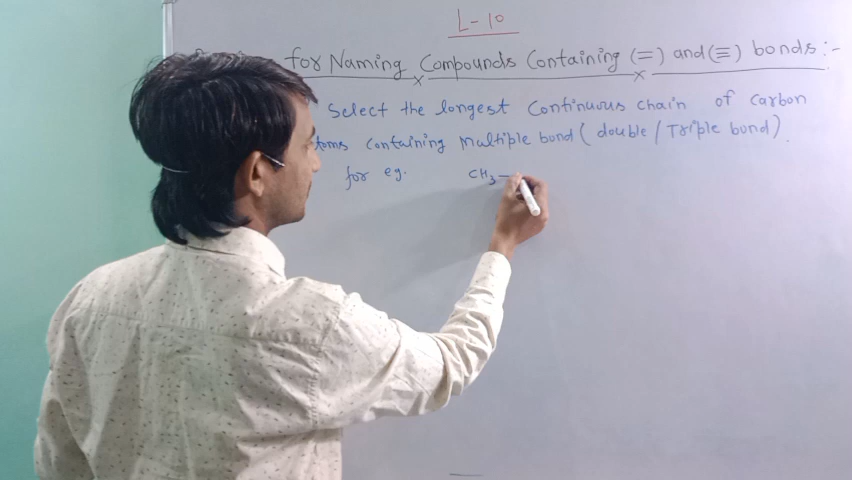 L-10
for Naming Compounds Containing (=) and (≡) bonds :-
Select the longest Continuous chain of Carbon
toms containing Multiple bond ( double / Triple bond ) .
for eg. CH3—